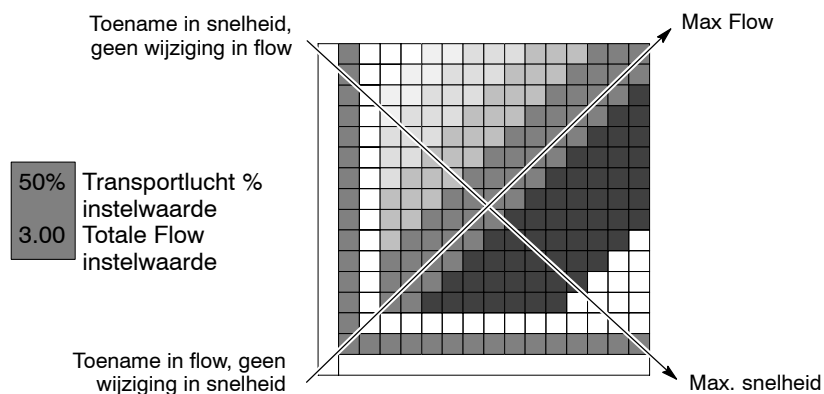 Toename in snelheid,
geen wijziging in flow
Max Flow
50% Transportlucht %
instelwaarde
3.00 Totale Flow
instelwaarde
Toename in flow, geen
wijziging in snelheid
Max. snelheid